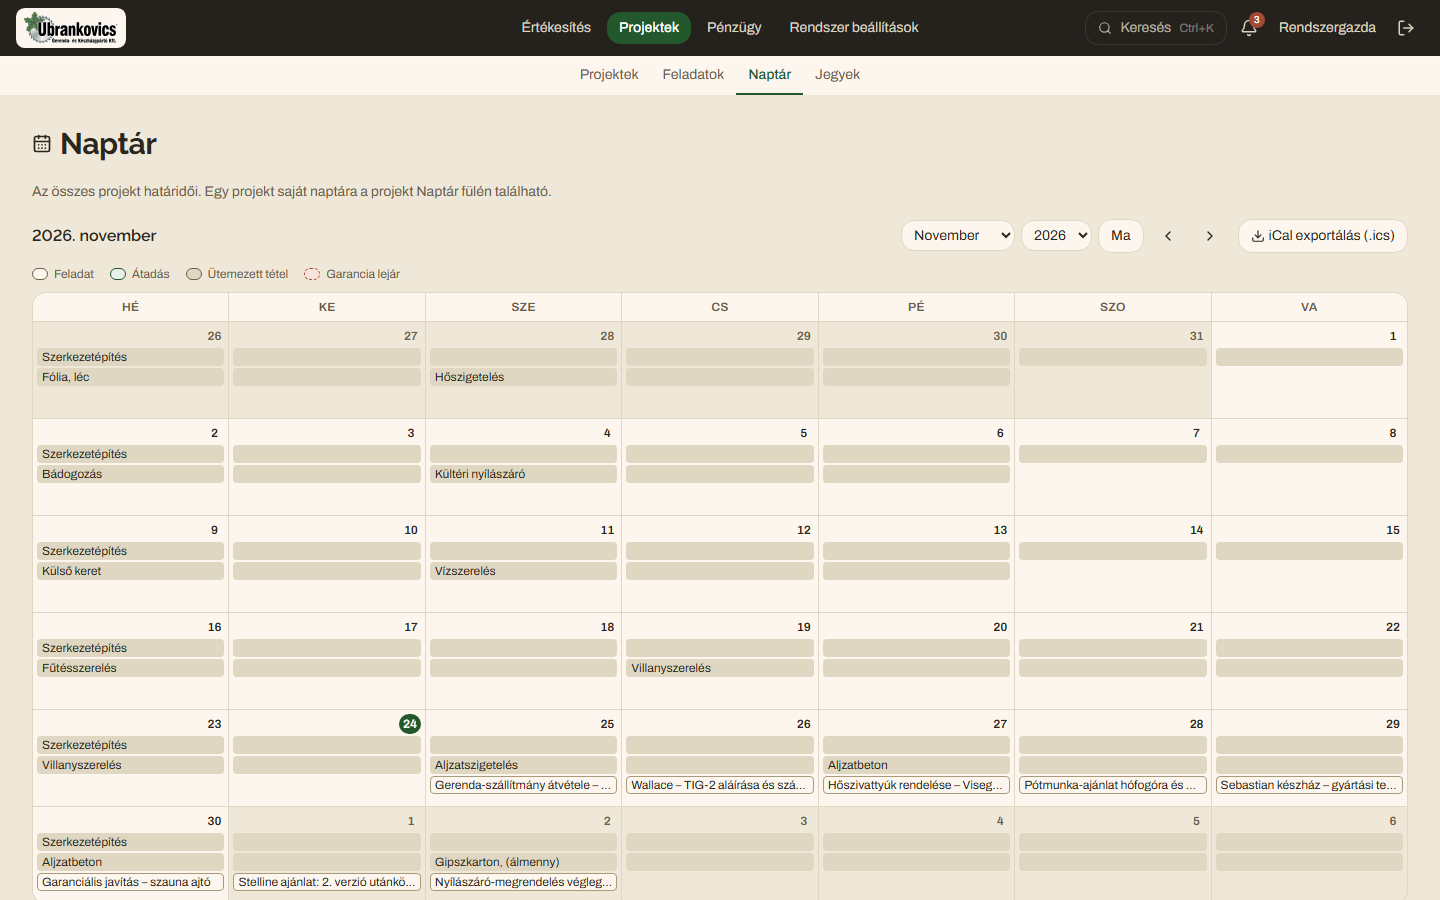 Ubrankovics
Gerenda- és Készházgyártó Kft.
Értékesítés
Projektek
Pénzügy
Rendszer beállítások
Keresés Ctrl+K
3
Rendszergazda
Projektek
Feladatok
Naptár
Jegyek
Naptár
Az összes projekt határidői. Egy projekt saját naptára a projekt Naptár fülén található.
2026. november
November
2026
Ma
iCal exportálás (.ics)
Feladat
Átadás
Ütemezett tétel
Garancia lejár
HÉ KE SZE CS PÉ SZO VA
26 27 28 29 30 31 1
Szerkezetépítés
Fólia, léc
Hőszigetelés
2 3 4 5 6 7 8
Szerkezetépítés
Bádogozás
Kültéri nyílászáró
9 10 11 12 13 14 15
Szerkezetépítés
Külső keret
Vízszerelés
16 17 18 19 20 21 22
Szerkezetépítés
Fűtésszerelés
Villanyszerelés
23 24 25 26 27 28 29
Szerkezetépítés
Villanyszerelés
Aljzatszigetelés
Aljzatbeton
Gerenda-szállítmány átvétele – ...
Wallace – TIG-2 aláírása és szá...
Hőszivattyúk rendelése – Viseg...
Pótmunka-ajánlat hófogóra és ...
Sebastian készház – gyártási te...
30 1 2 3 4 5 6
Szerkezetépítés
Aljzatbeton
Gipszkarton, (álmenny)
Garanciális javítás – szauna ajtó
Stelline ajánlat: 2. verzió utánkö...
Nyílászáró-megrendelés végleg...